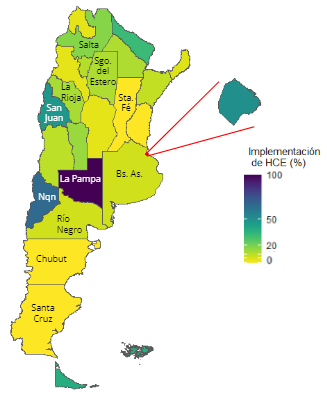 Salta
Sgo.
del
Estero
La
Rioja
Sta.
Fé
San
Juan
La Pampa
Bs. As.
Nqn
Río
Negro
Chubut
Santa
Cruz
Implementación
de HCE (%)
100
50
20
0